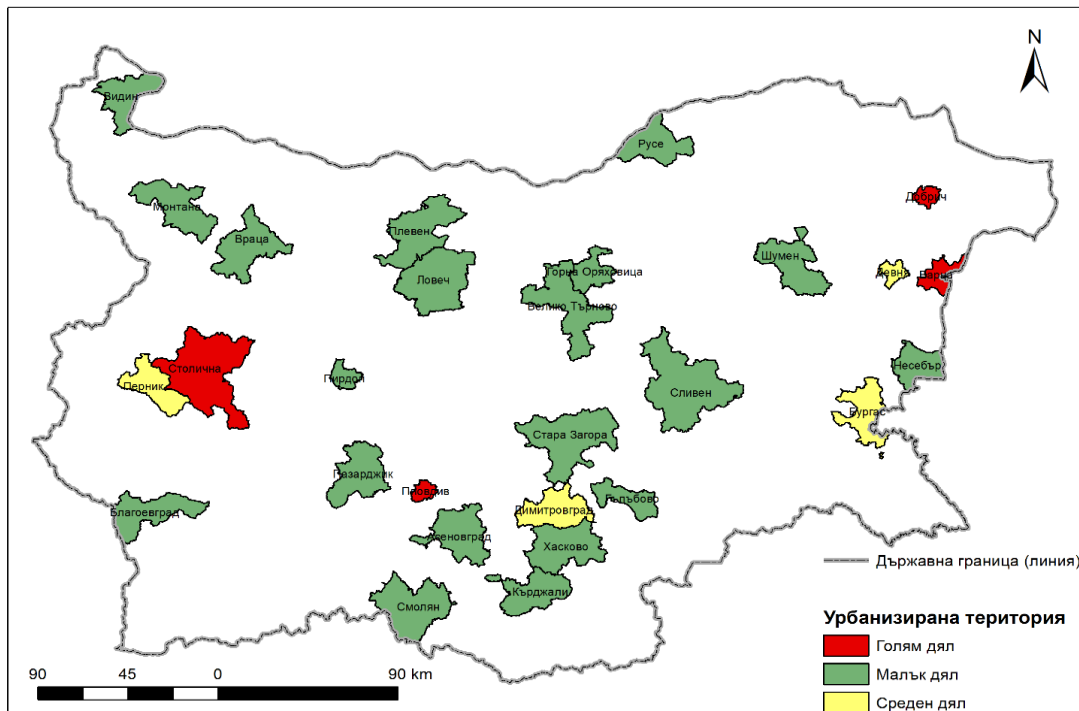 N
Видин
Русе
Добруч
Монтана
Враца
Плевен
Шумен
Горна Оряховица
Ловеч
Девня
Варна
Велико Търново
Столична
Несебър
Перник
Пирдоп
Сливен
Бургас
Стара Загора
Пазарджик
Пловдив
Гълъбово
Димитровград
Благоевград
Асеновград
Хасково
Държавна граница (линия)
Кърджали
Смолян
Урбанизирана територия
Голям дял
90 45 0 90 km
Малък дял
Среден дял